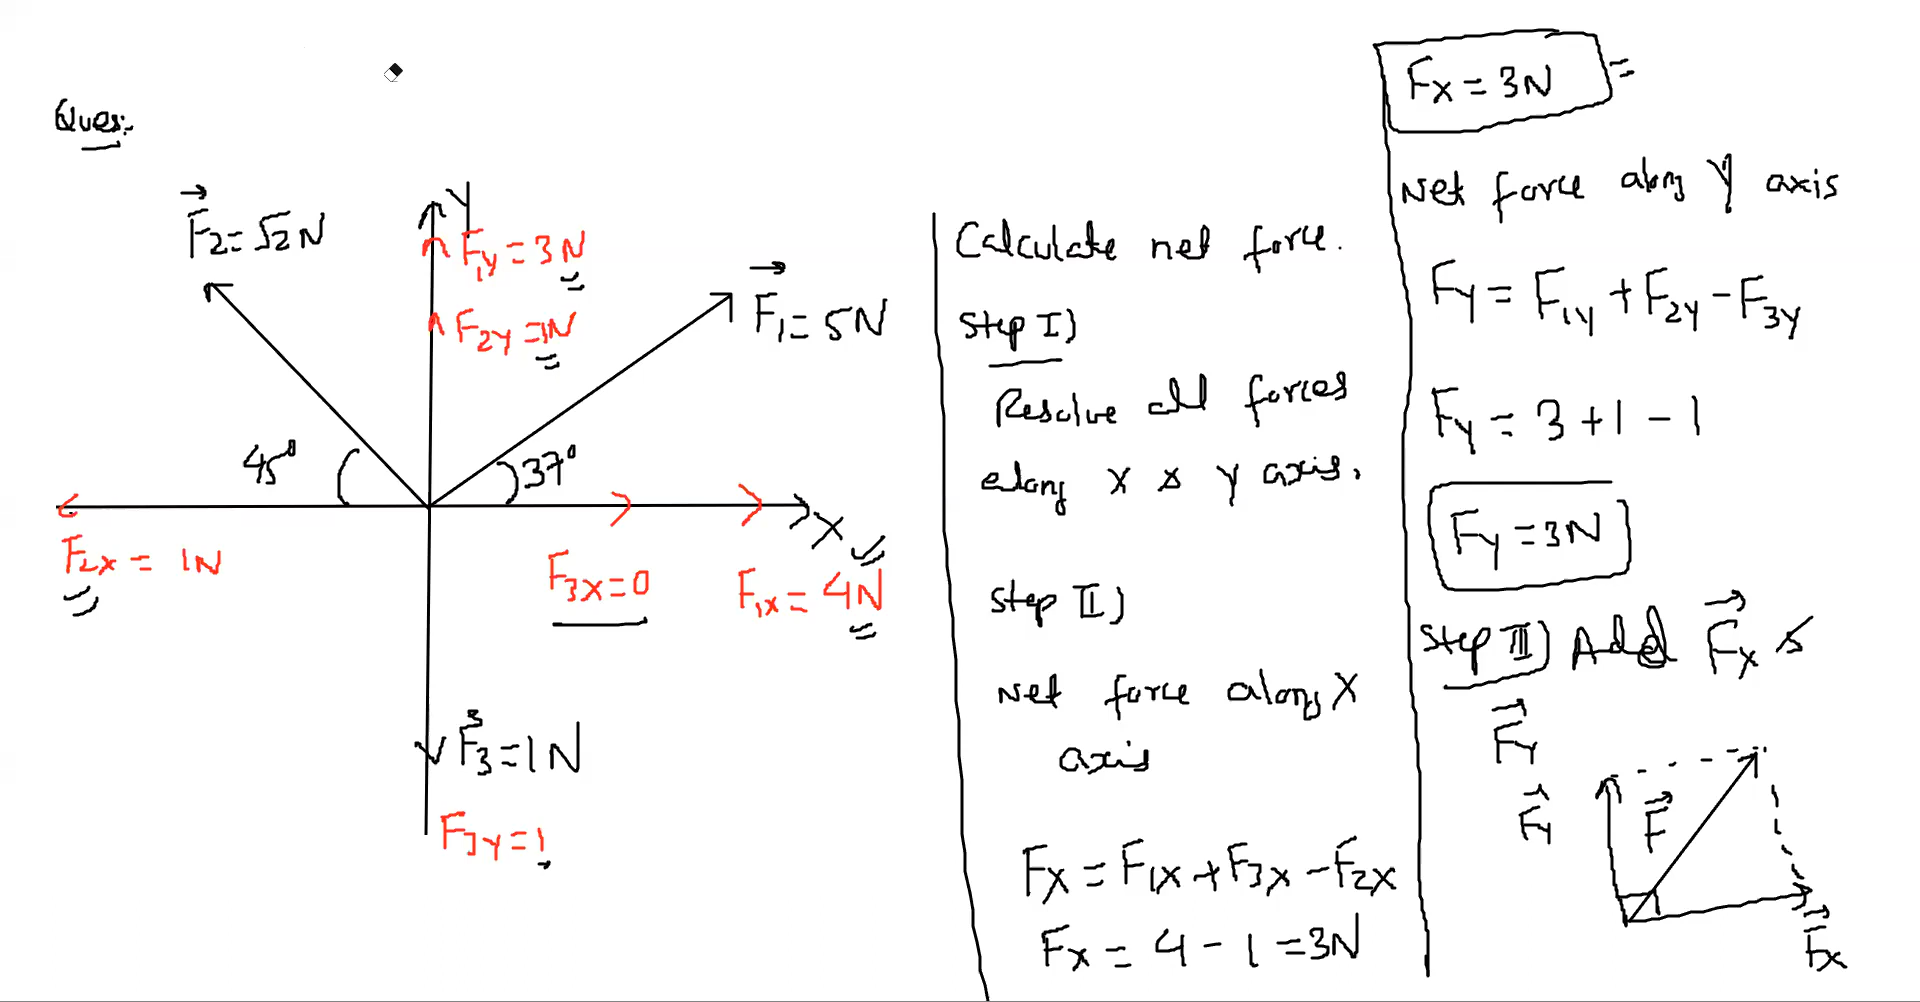 Ques:
F2=√2N
Y
F1y = 3N
F2y = 1N
F1 = 5N
45°
37°
X
F2x = 1N
F3x=0
F1x = 4N
F3=1N
F3y=1
Calculate net force.
Step I)
Resolve all forces
along X & Y axis.
Step II)
Net force along X
axis
Fx = F1x + F3x - F2x
Fx = 4 - 1 = 3N
Fx = 3N =
Net force along Y axis
Fy = F1y + F2y - F3y
Fy = 3 + 1 - 1
Fy = 3N
Step III) Add Fx &
Fy
Fy
F
Fx